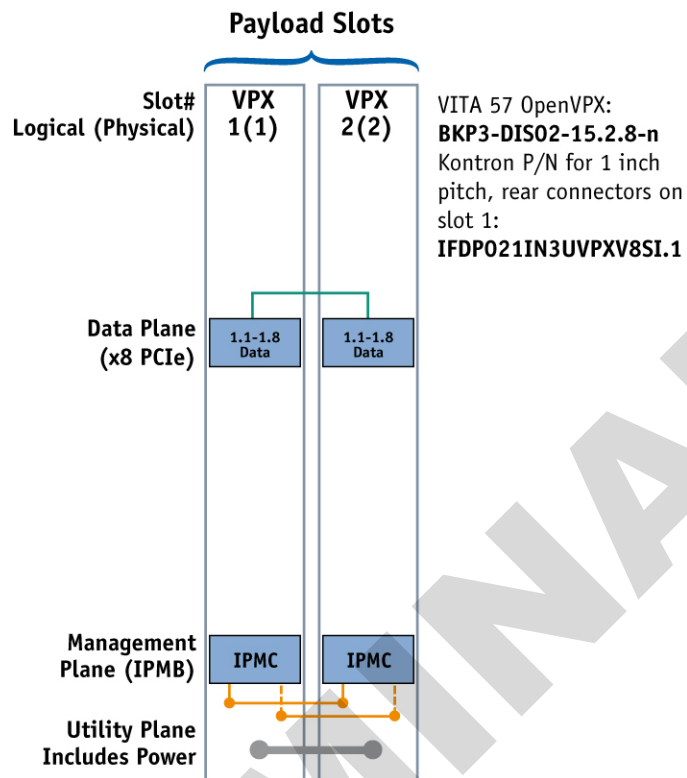 Payload Slots
Slot#
Logical (Physical)
VPX
1(1)
VPX
2(2)
VITA 57 OpenVPX:
BKP3-DIS02-15.2.8-n
Kontron P/N for 1 inch
pitch, rear connectors on
slot 1:
IFDP021IN3UVPXV8SI.1
Data Plane
(x8 PCIe)
1.1-1.8
Data
1.1-1.8
Data
Management
Plane (IPMB)
IPMC
IPMC
Utility Plane
Includes Power